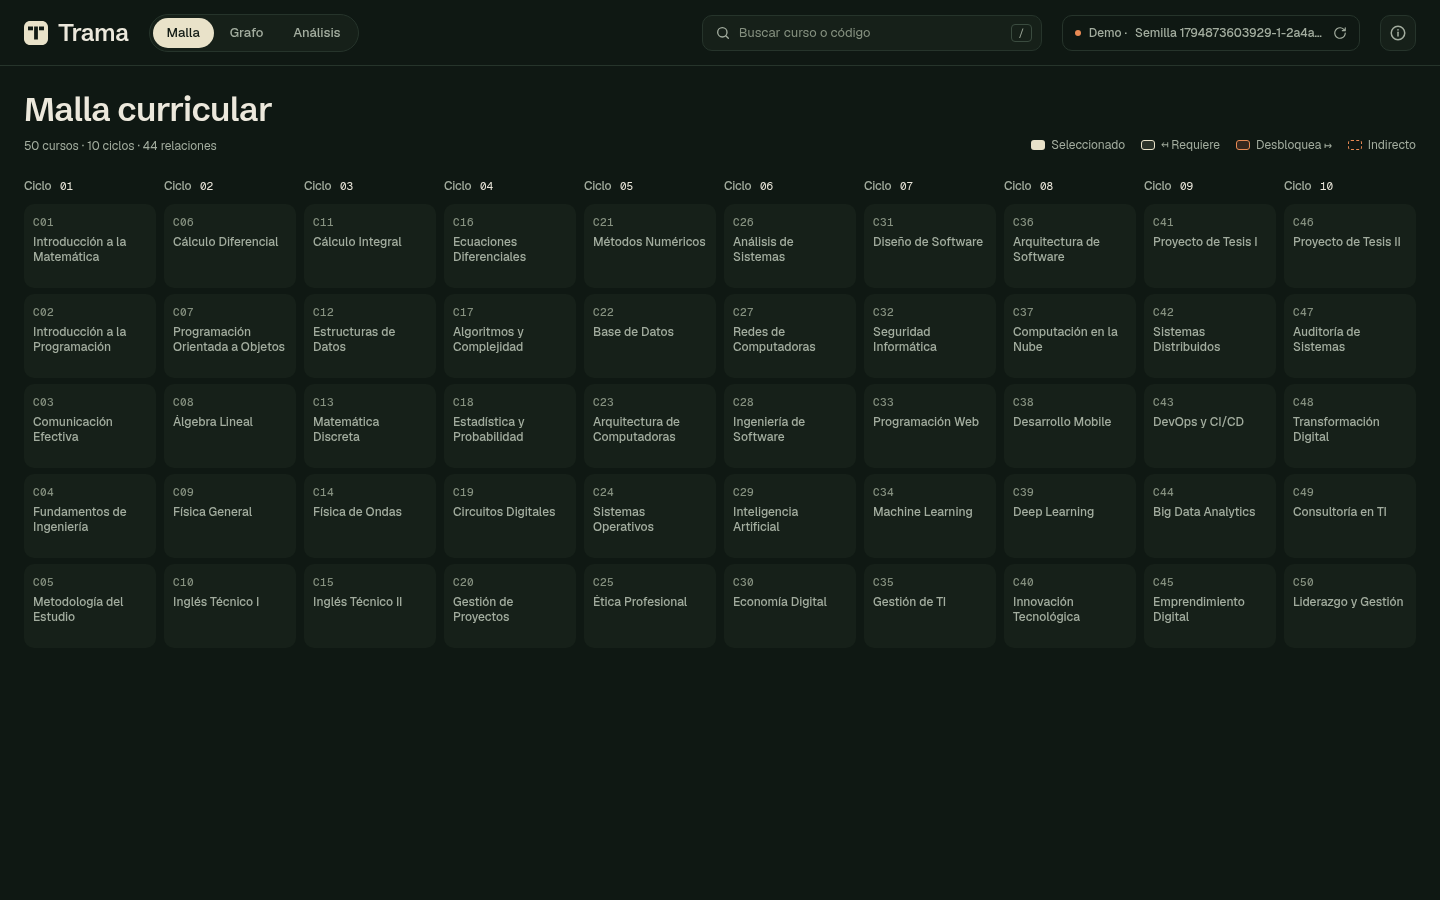 Trama
Malla
Grafo
Análisis
Buscar curso o código
/
Demo · Semilla 1794873603929-1-2a4a…
Malla curricular
50 cursos · 10 ciclos · 44 relaciones
Seleccionado
↤ Requiere
Desbloquea ↦
Indirecto
Ciclo 01
Ciclo 02
Ciclo 03
Ciclo 04
Ciclo 05
Ciclo 06
Ciclo 07
Ciclo 08
Ciclo 09
Ciclo 10
C01
Introducción a la
Matemática
C06
Cálculo Diferencial
C11
Cálculo Integral
C16
Ecuaciones
Diferenciales
C21
Métodos Numéricos
C26
Análisis de
Sistemas
C31
Diseño de Software
C36
Arquitectura de
Software
C41
Proyecto de Tesis I
C46
Proyecto de Tesis II
C02
Introducción a la
Programación
C07
Programación
Orientada a Objetos
C12
Estructuras de
Datos
C17
Algoritmos y
Complejidad
C22
Base de Datos
C27
Redes de
Computadoras
C32
Seguridad
Informática
C37
Computación en la
Nube
C42
Sistemas
Distribuidos
C47
Auditoría de
Sistemas
C03
Comunicación
Efectiva
C08
Álgebra Lineal
C13
Matemática
Discreta
C18
Estadística y
Probabilidad
C23
Arquitectura de
Computadoras
C28
Ingeniería de
Software
C33
Programación Web
C38
Desarrollo Mobile
C43
DevOps y CI/CD
C48
Transformación
Digital
C04
Fundamentos de
Ingeniería
C09
Física General
C14
Física de Ondas
C19
Circuitos Digitales
C24
Sistemas
Operativos
C29
Inteligencia
Artificial
C34
Machine Learning
C39
Deep Learning
C44
Big Data Analytics
C49
Consultoría en TI
C05
Metodología del
Estudio
C10
Inglés Técnico I
C15
Inglés Técnico II
C20
Gestión de
Proyectos
C25
Ética Profesional
C30
Economía Digital
C35
Gestión de TI
C40
Innovación
Tecnológica
C45
Emprendimiento
Digital
C50
Liderazgo y Gestión